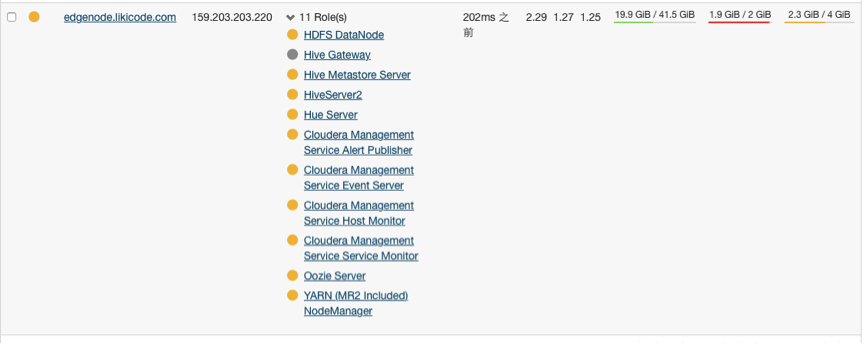 edgenode.likicode.com 159.203.203.220 11 Role(s) 202ms 之 2.29 1.27 1.25 19.9 GiB / 41.5 GiB 1.9 GiB / 2 GiB 2.3 GiB / 4 GiB
前
HDFS DataNode
Hive Gateway
Hive Metastore Server
HiveServer2
Hue Server
Cloudera Management
Service Alert Publisher
Cloudera Management
Service Event Server
Cloudera Management
Service Host Monitor
Cloudera Management
Service Service Monitor
Oozie Server
YARN (MR2 Included)
NodeManager